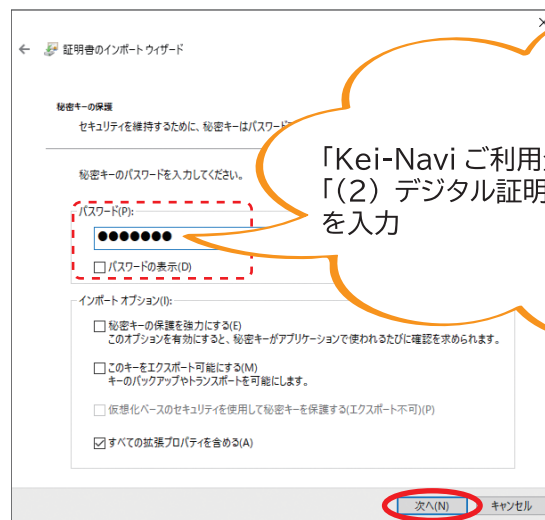 証明書のインポート ウィザード
秘密キーの保護
セキュリティを維持するために、秘密キーはパスワード
秘密キーのパスワードを入力してください。
パスワード(P):
●●●●●●●
パスワードの表示(D)
「Kei-Navi ご利用
「(2) デジタル証明
を入力
インポート オプション(I):
秘密キーの保護を強力にする(E)
このオプションを有効にすると、秘密キーがアプリケーションで使われるたびに確認を求められます。
このキーをエクスポート可能にする(M)
キーのバックアップやトランスポートを可能にします。
仮想化ベースのセキュリティを使用して秘密キーを保護する(エクスポート不可)(P)
すべての拡張プロパティを含める(A)
次へ(N)
キャンセル